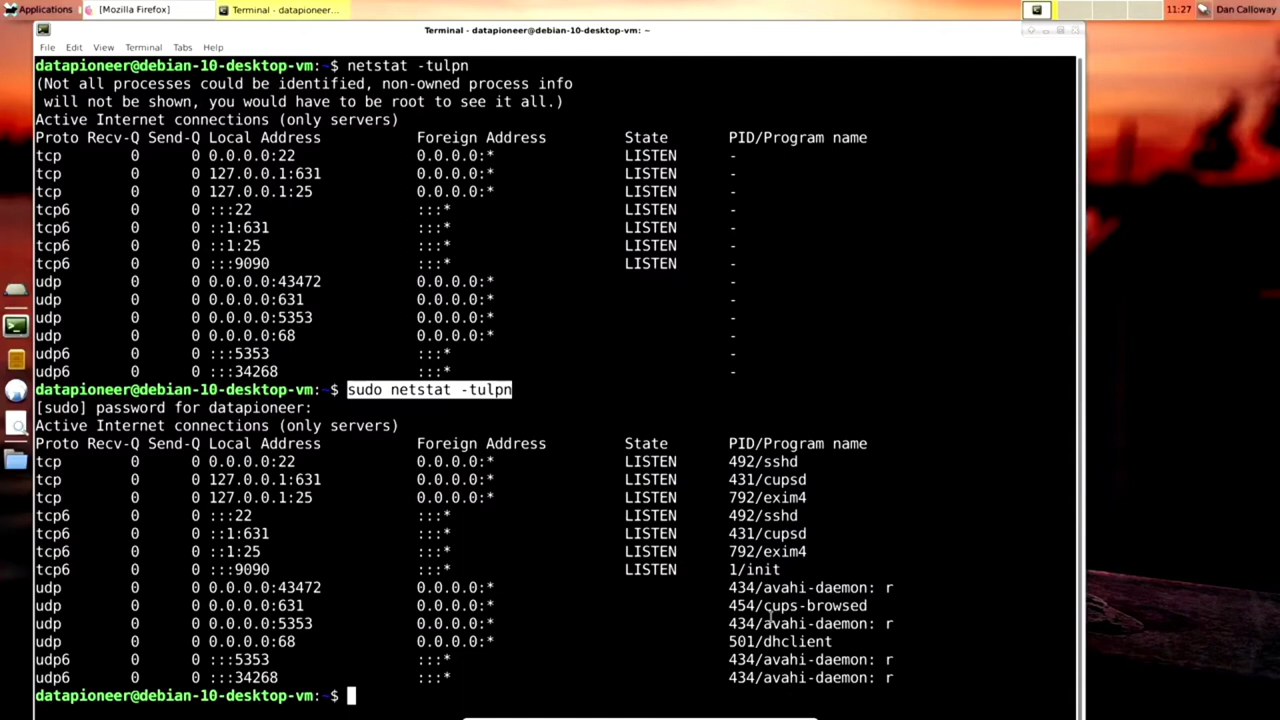 Applications [Mozilla Firefox] Terminal - datapioneer... 11:27 Dan Calloway
Terminal - datapioneer@debian-10-desktop-vm: ~
File Edit View Terminal Tabs Help
datapioneer@debian-10-desktop-vm:~$ netstat -tulpn
(Not all processes could be identified, non-owned process info
 will not be shown, you would have to be root to see it all.)
Active Internet connections (only servers)
Proto Recv-Q Send-Q Local Address Foreign Address State PID/Program name
tcp 0 0 0.0.0.0:22 0.0.0.0:* LISTEN -
tcp 0 0 127.0.0.1:631 0.0.0.0:* LISTEN -
tcp 0 0 127.0.0.1:25 0.0.0.0:* LISTEN -
tcp6 0 0 :::22 :::* LISTEN -
tcp6 0 0 ::1:631 :::* LISTEN -
tcp6 0 0 ::1:25 :::* LISTEN -
tcp6 0 0 :::9090 :::* LISTEN -
udp 0 0 0.0.0.0:43472 0.0.0.0:* -
udp 0 0 0.0.0.0:631 0.0.0.0:* -
udp 0 0 0.0.0.0:5353 0.0.0.0:* -
udp 0 0 0.0.0.0:68 0.0.0.0:* -
udp6 0 0 :::5353 :::* -
udp6 0 0 :::34268 :::* -
datapioneer@debian-10-desktop-vm:~$ sudo netstat -tulpn
[sudo] password for datapioneer:
Active Internet connections (only servers)
Proto Recv-Q Send-Q Local Address Foreign Address State PID/Program name
tcp 0 0 0.0.0.0:22 0.0.0.0:* LISTEN 492/sshd
tcp 0 0 127.0.0.1:631 0.0.0.0:* LISTEN 431/cupsd
tcp 0 0 127.0.0.1:25 0.0.0.0:* LISTEN 792/exim4
tcp6 0 0 :::22 :::* LISTEN 492/sshd
tcp6 0 0 ::1:631 :::* LISTEN 431/cupsd
tcp6 0 0 ::1:25 :::* LISTEN 792/exim4
tcp6 0 0 :::9090 :::* LISTEN 1/init
udp 0 0 0.0.0.0:43472 0.0.0.0:* 434/avahi-daemon: r
udp 0 0 0.0.0.0:631 0.0.0.0:* 454/cups-browsed
udp 0 0 0.0.0.0:5353 0.0.0.0:* 434/avahi-daemon: r
udp 0 0 0.0.0.0:68 0.0.0.0:* 501/dhclient
udp6 0 0 :::5353 :::* 434/avahi-daemon: r
udp6 0 0 :::34268 :::* 434/avahi-daemon: r
datapioneer@debian-10-desktop-vm:~$